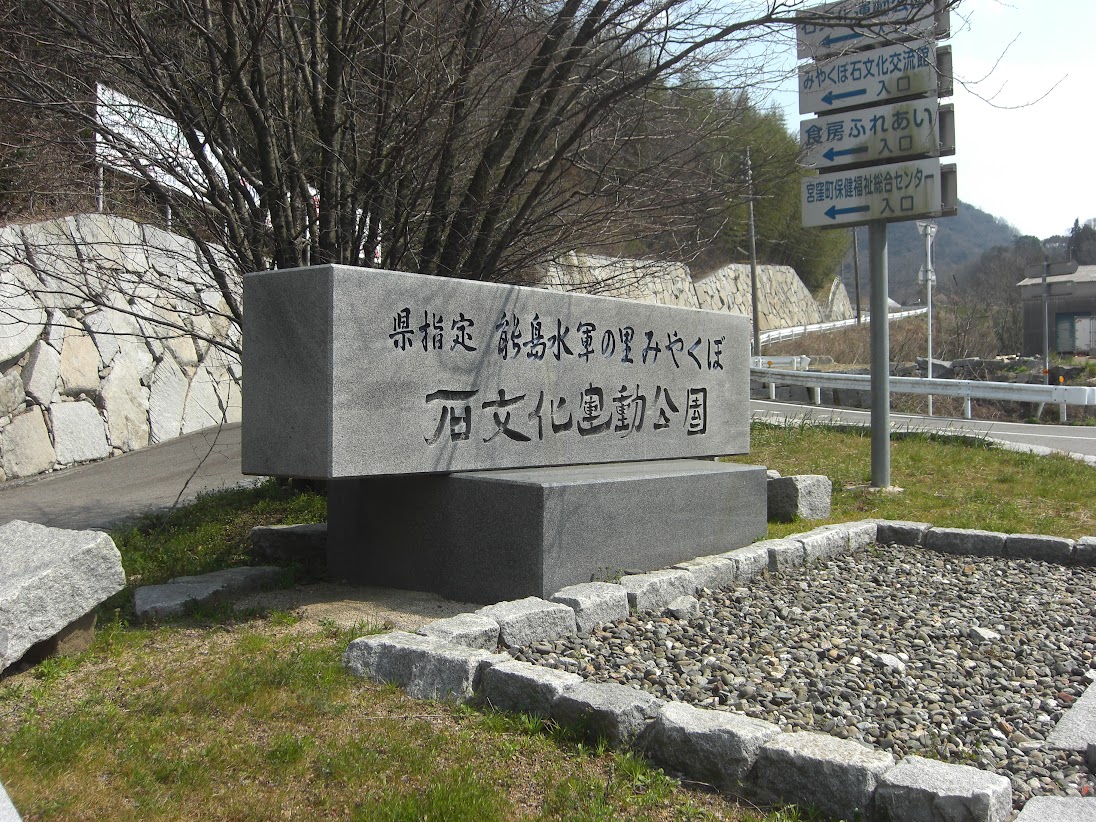 県指定 能島水軍の里みやくぼ
石文化運動公園
みやくぼ石文化交流館
← 入口
食房ふれあい
← 入口
宮窪町保健福祉総合センター
← 入口